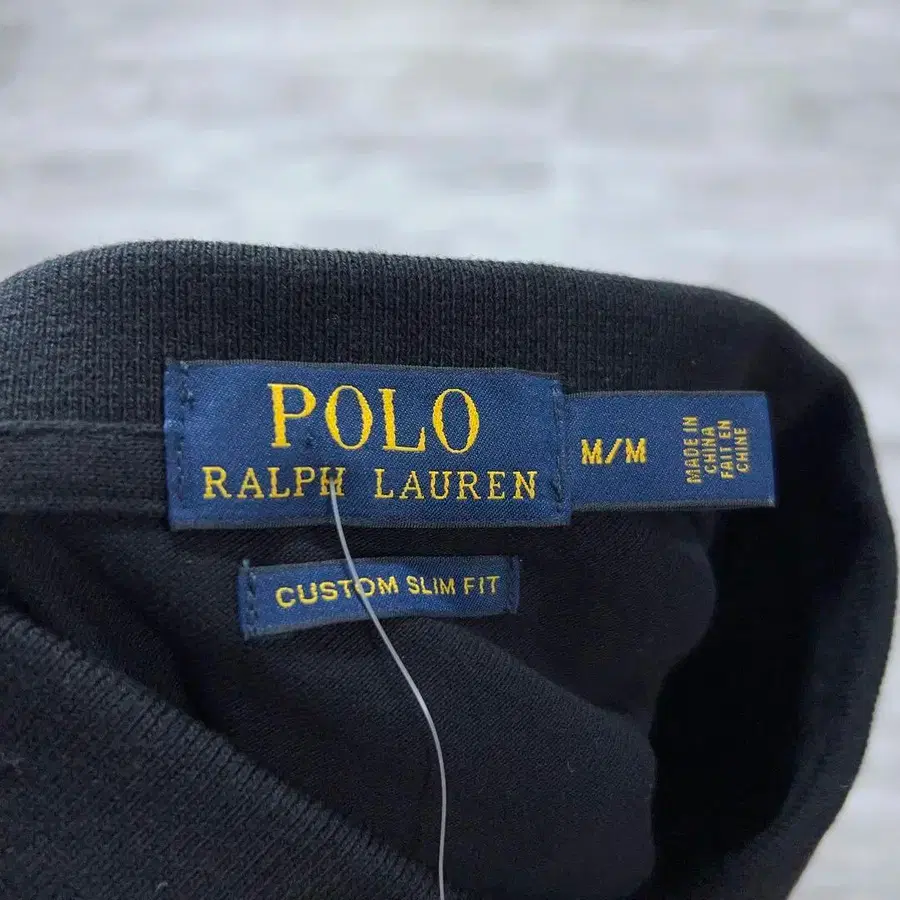 POLO
RALPH LAUREN
M/M
MADE IN
CHINA
FAIT EN
CHINE
CUSTOM SLIM FIT